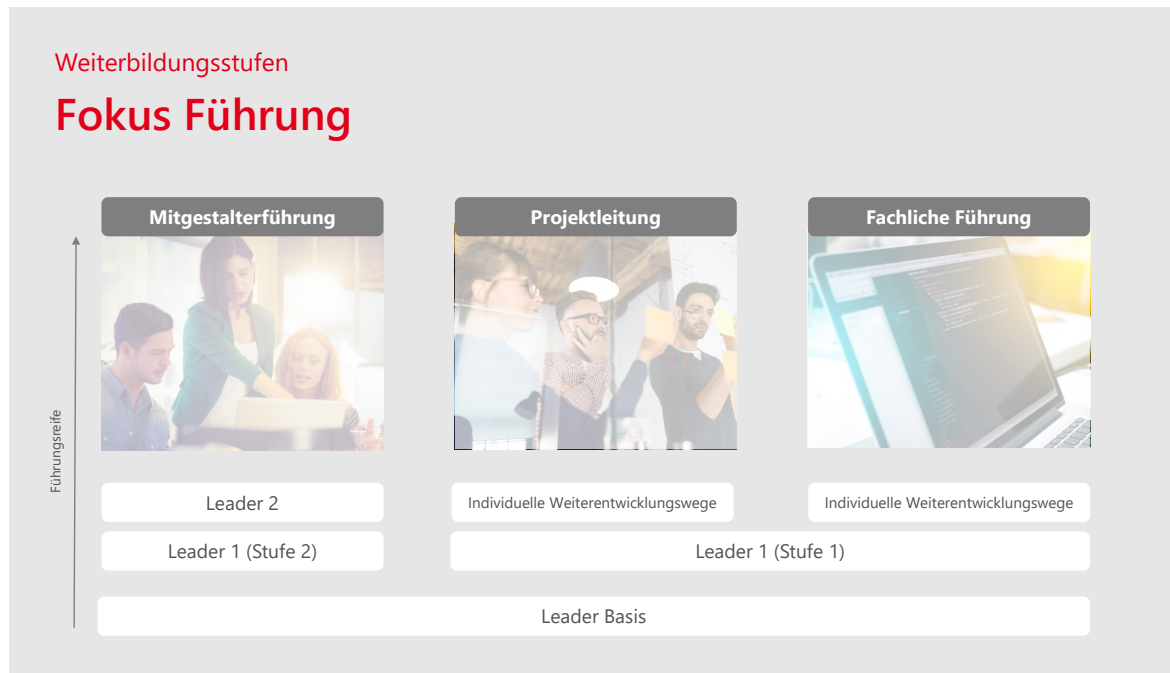 Weiterbildungsstufen
Fokus Führung
Mitgestalterführung
Projektleitung
Fachliche Führung
Führungsreife
Leader 2
Individuelle Weiterentwicklungswege
Individuelle Weiterentwicklungswege
Leader 1 (Stufe 2)
Leader 1 (Stufe 1)
Leader Basis